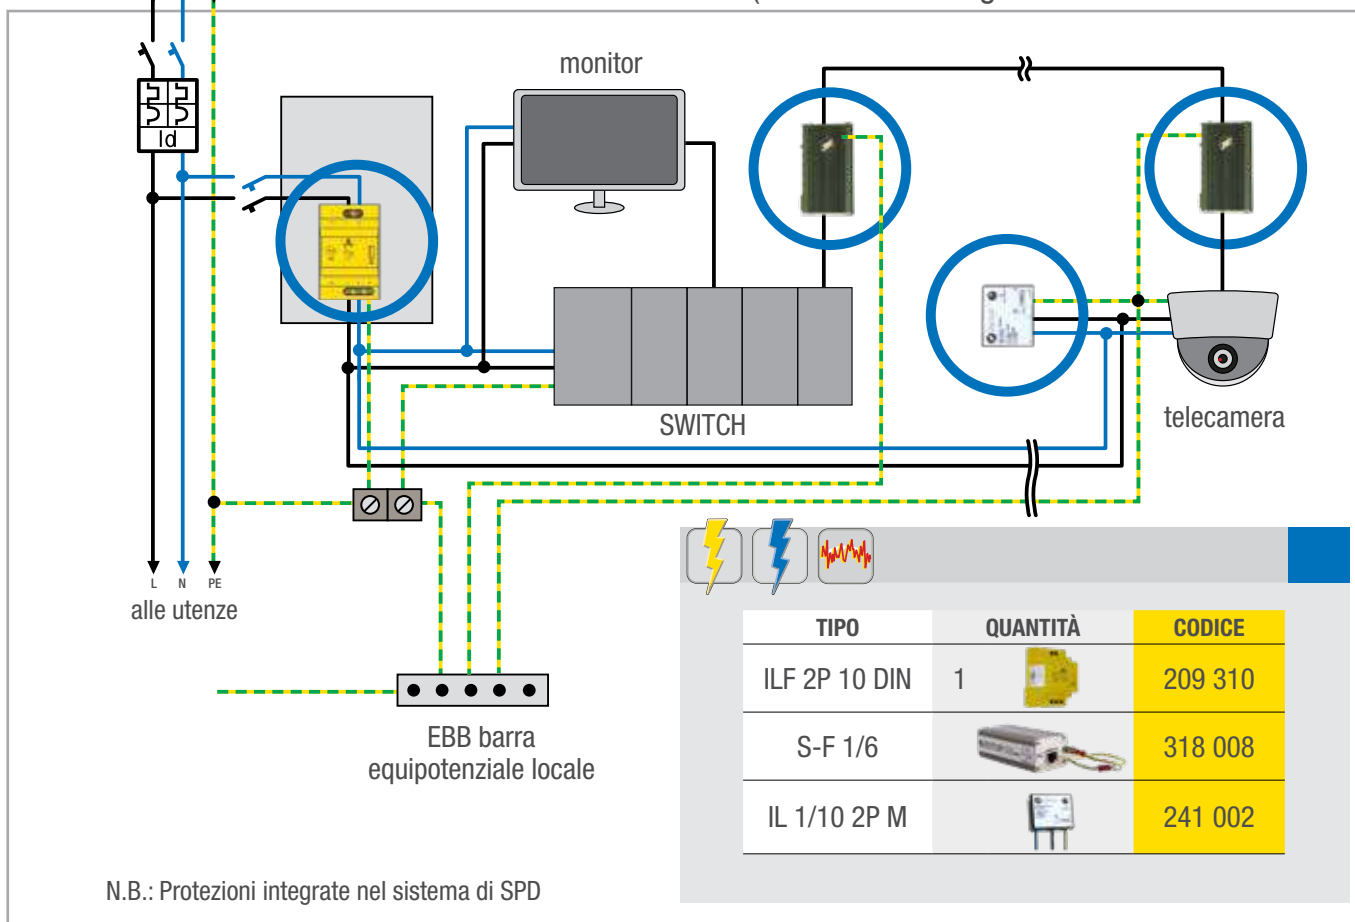 monitor
Id
SWITCH
telecamera
L N PE
alle utenze
TIPO QUANTITÀ CODICE
ILF 2P 10 DIN 1 209 310
S-F 1/6 318 008
IL 1/10 2P M 241 002
EBB barra
equipotenziale locale
N.B.: Protezioni integrate nel sistema di SPD